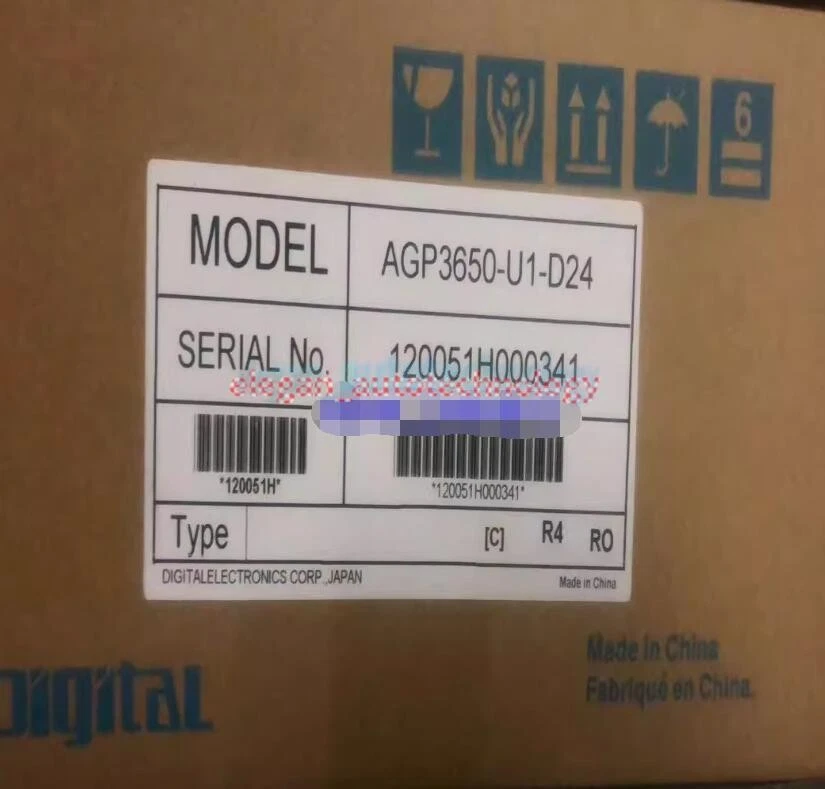 6
MODEL AGP3650-U1-D24
SERIAL No. 120051H000341
elegan_autotechnology
*120051H* *120051H000341*
Type [C] R4 RO
DIGITALELECTRONICS CORP.,JAPAN Made in China
Made in China
Fabriqué en China.
Digital